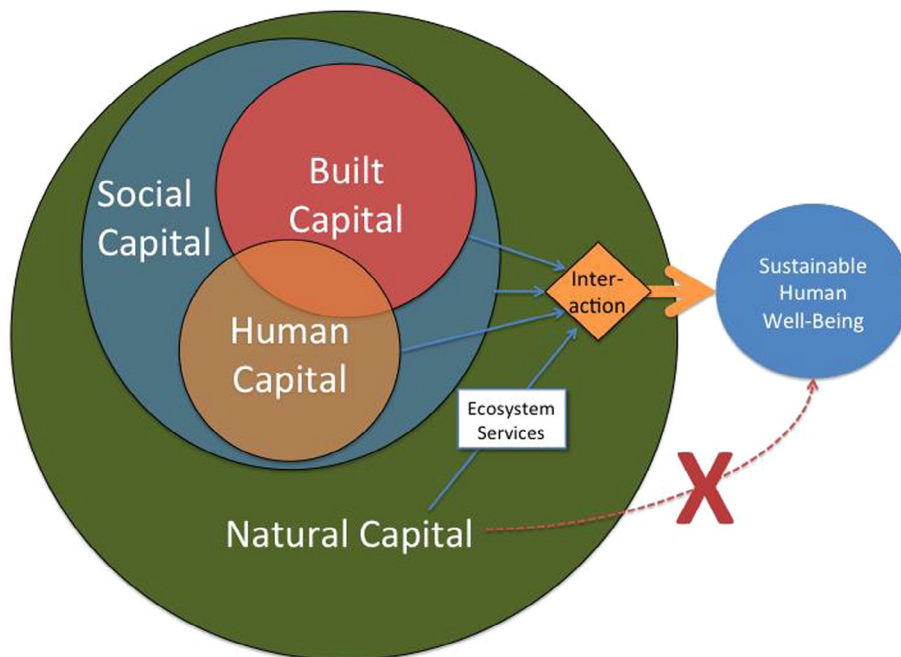 Built
Capital
Social
Capital
Human
Capital
Inter-
action
Sustainable
Human
Well-Being
Ecosystem
Services
Natural Capital
X